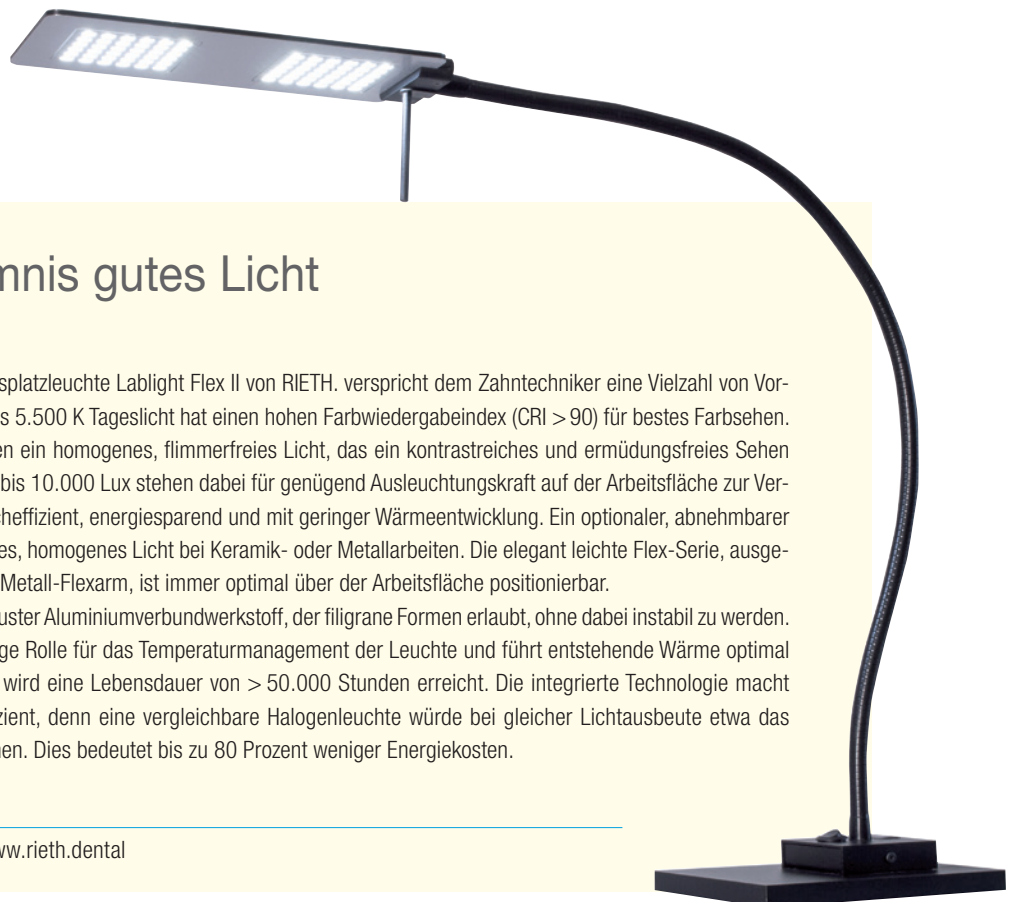 mnis gutes Licht
splatzleuchte Lablight Flex II von RIETH. verspricht dem Zahntechniker eine Vielzahl von Vor-
s 5.500 K Tageslicht hat einen hohen Farbwiedergabeindex (CRI > 90) für bestes Farbsehen.
en ein homogenes, flimmerfreies Licht, das ein kontrastreiches und ermüdungsfreies Sehen
bis 10.000 Lux stehen dabei für genügend Ausleuchtungskraft auf der Arbeitsfläche zur Ver-
cheffizient, energiesparend und mit geringer Wärmeentwicklung. Ein optionaler, abnehmbarer
es, homogenes Licht bei Keramik- oder Metallarbeiten. Die elegant leichte Flex-Serie, ausge-
Metall-Flexarm, ist immer optimal über der Arbeitsfläche positionierbar.
uster Aluminiumverbundwerkstoff, der filigrane Formen erlaubt, ohne dabei instabil zu werden.
ge Rolle für das Temperaturmanagement der Leuchte und führt entstehende Wärme optimal
wird eine Lebensdauer von > 50.000 Stunden erreicht. Die integrierte Technologie macht
zient, denn eine vergleichbare Halogenleuchte würde bei gleicher Lichtausbeute etwa das
hen. Dies bedeutet bis zu 80 Prozent weniger Energiekosten.
ww.rieth.dental